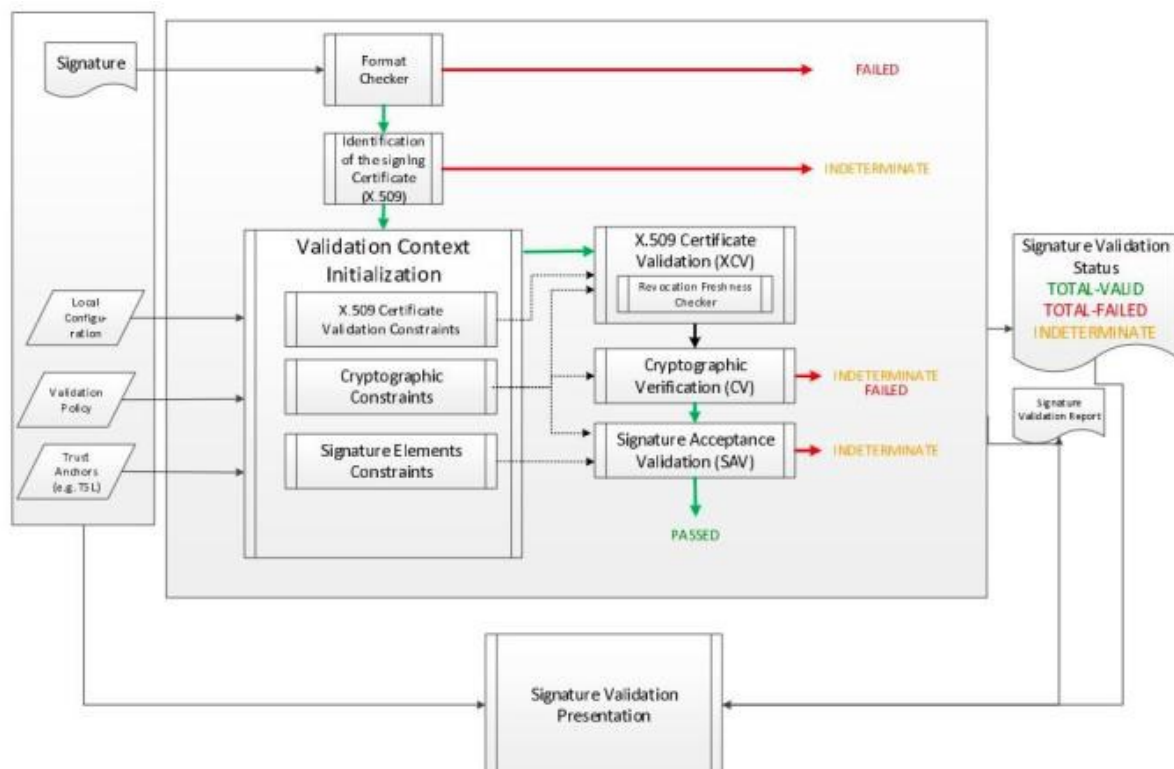 Signature
Format
Checker
FAILED
Identification
of the signing
Certificate
(X.509)
INDETERMINATE
Validation Context
Initialization
X.509 Certificate
Validation Constraints
Cryptographic
Constraints
Signature Elements
Constraints
X.509 Certificate
Validation (XCV)
Revocation Freshness
Checker
Cryptographic
Verification (CV)
INDETERMINATE
FAILED
Signature Acceptance
Validation (SAV)
INDETERMINATE
PASSED
Local
Configu-
ration
Validation
Policy
Trust
Anchors
(e.g. TSL)
Signature Validation
Status
TOTAL-VALID
TOTAL-FAILED
INDETERMINATE
Signature
Validation Report
Signature Validation
Presentation